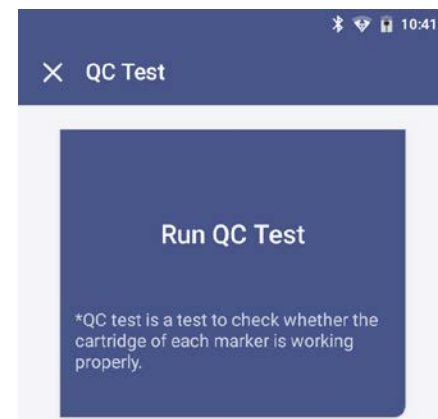 10:41
QC Test
Run QC Test
*QC test is a test to check whether the
cartridge of each marker is working
properly.